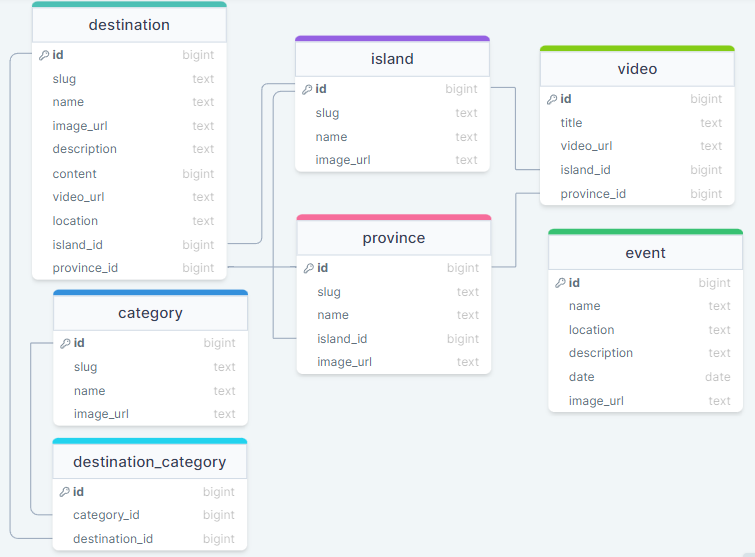 destination
id bigint
slug text
name text
image_url text
description text
content bigint
video_url text
location text
island_id bigint
province_id bigint
island
id bigint
slug text
name text
image_url text
video
id bigint
title text
video_url text
island_id bigint
province_id bigint
province
id bigint
slug text
name text
island_id bigint
image_url text
event
id bigint
name text
location text
description text
date date
image_url text
category
id bigint
slug text
name text
image_url text
destination_category
id bigint
category_id bigint
destination_id bigint